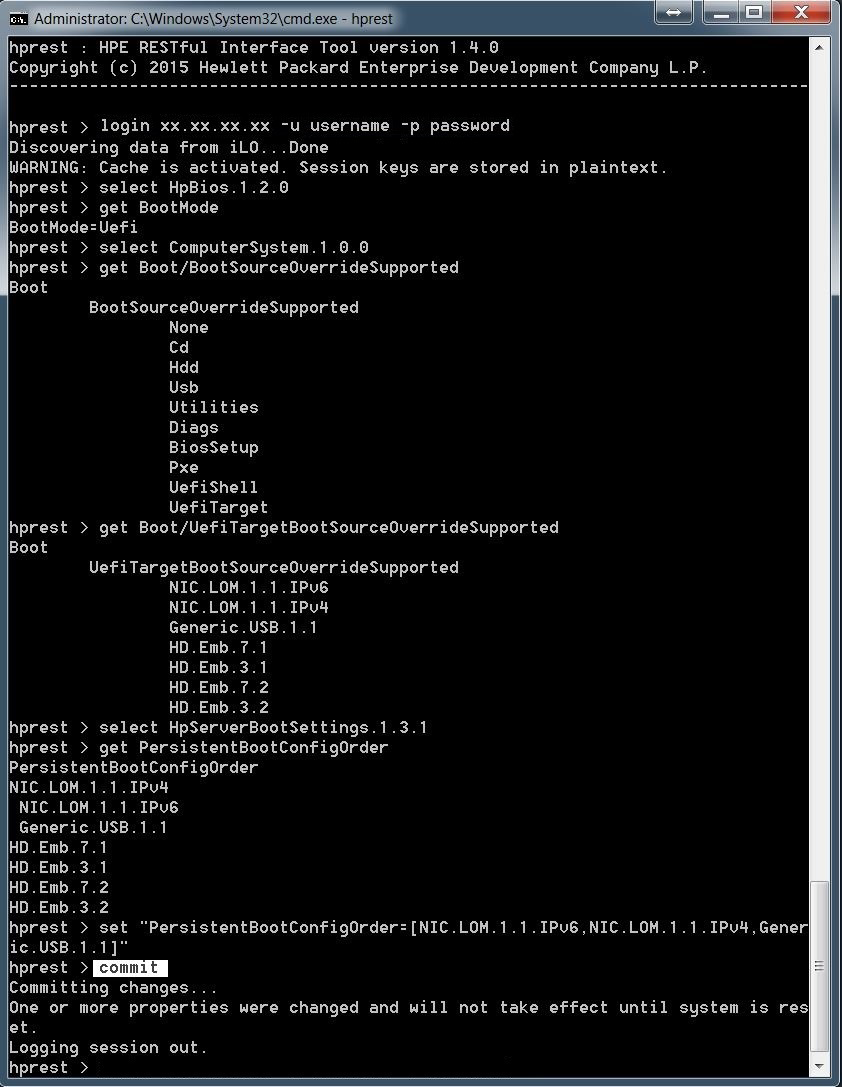 Administrator: C:\Windows\System32\cmd.exe - hprest
hprest : HPE RESTful Interface Tool version 1.4.0
Copyright (c) 2015 Hewlett Packard Enterprise Development Company L.P.
--------------------------------------------------------------------------------
hprest > login xx.xx.xx.xx -u username -p password
Discovering data from iLO...Done
WARNING: Cache is activated. Session keys are stored in plaintext.
hprest > select HpBios.1.2.0
hprest > get BootMode
BootMode=Uefi
hprest > select ComputerSystem.1.0.0
hprest > get Boot/BootSourceOverrideSupported
Boot
BootSourceOverrideSupported
None
Cd
Hdd
Usb
Utilities
Diags
BiosSetup
Pxe
UefiShell
UefiTarget
hprest > get Boot/UefiTargetBootSourceOverrideSupported
Boot
UefiTargetBootSourceOverrideSupported
NIC.LOM.1.1.IPv6
NIC.LOM.1.1.IPv4
Generic.USB.1.1
HD.Emb.7.1
HD.Emb.3.1
HD.Emb.7.2
HD.Emb.3.2
hprest > select HpServerBootSettings.1.3.1
hprest > get PersistentBootConfigOrder
PersistentBootConfigOrder
NIC.LOM.1.1.IPv4
NIC.LOM.1.1.IPv6
Generic.USB.1.1
HD.Emb.7.1
HD.Emb.3.1
HD.Emb.7.2
HD.Emb.3.2
hprest > set "PersistentBootConfigOrder=[NIC.LOM.1.1.IPv6,NIC.LOM.1.1.IPv4,Gener
ic.USB.1.1]"
hprest > commit
Committing changes...
One or more properties were changed and will not take effect until system is res
et.
Logging session out.
hprest >